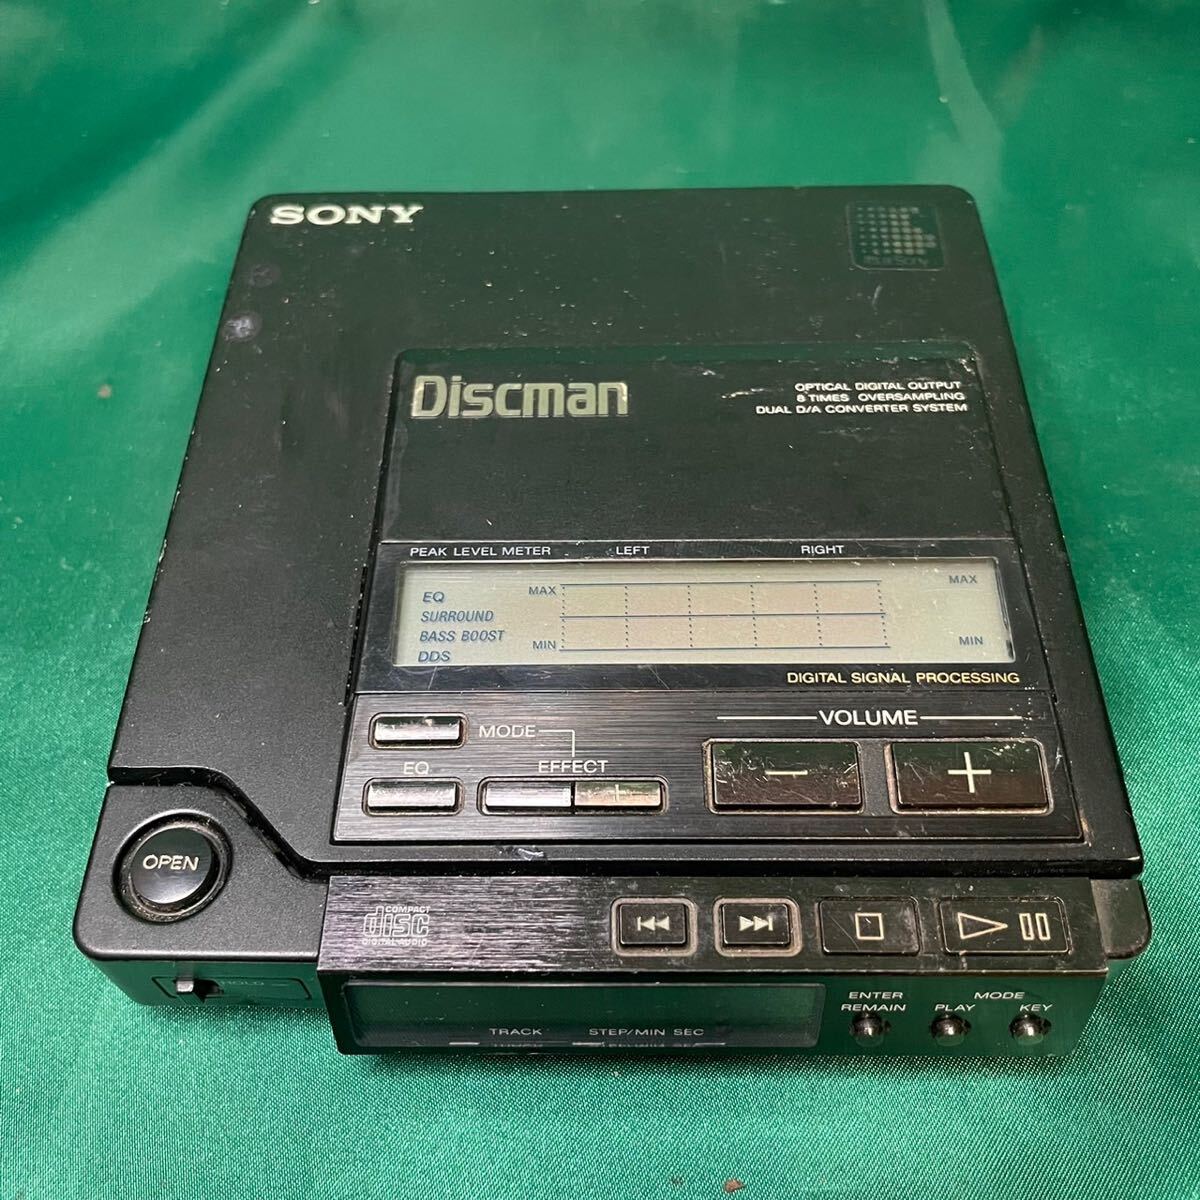 SONY
Discman
OPTICAL DIGITAL OUTPUT
8 TIMES OVERSAMPLING
DUAL D/A CONVERTER SYSTEM
PEAK LEVEL METER LEFT RIGHT
EQ MAX MAX
SURROUND
BASS BOOST MIN MIN
DDS
DIGITAL SIGNAL PROCESSING
MODE VOLUME
EQ EFFECT
+ − +
OPEN
COMPACT
disc
DIGITAL AUDIO
HOLD
ENTER MODE
REMAIN PLAY KEY
TRACK STEP/MIN SEC